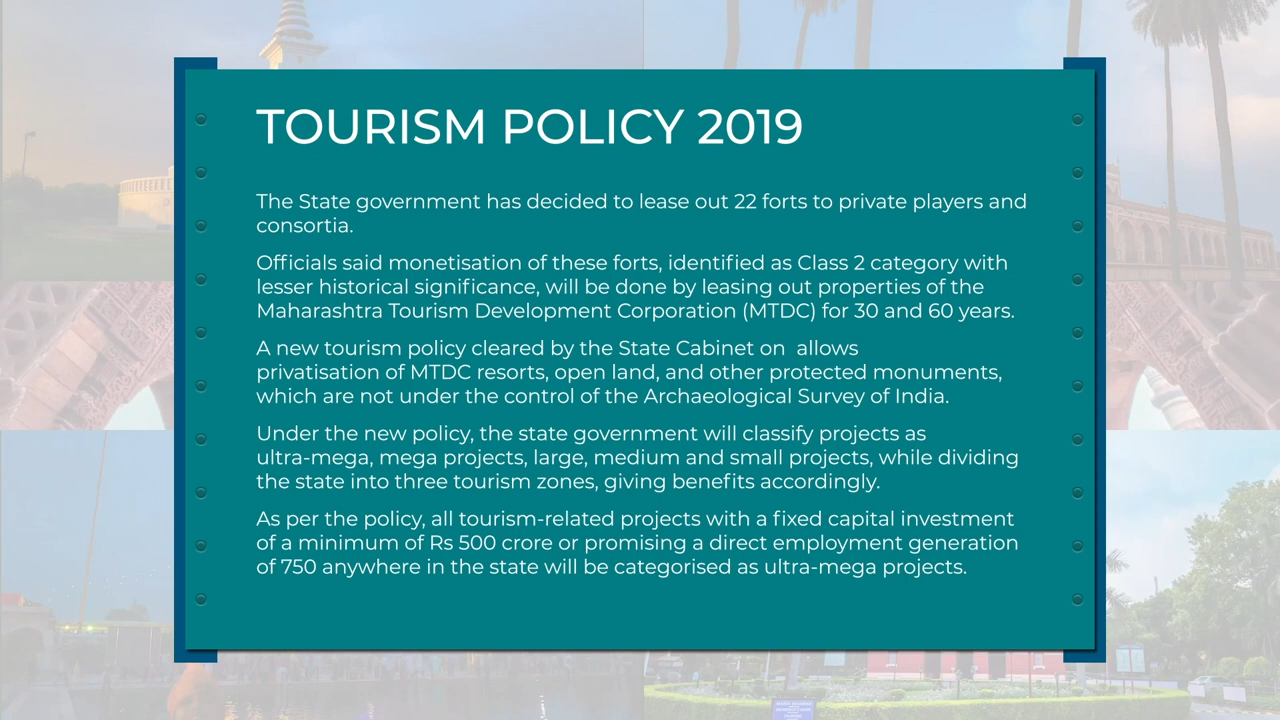 TOURISM POLICY 2019
The State government has decided to lease out 22 forts to private players and
consortia.
Officials said monetisation of these forts, identified as Class 2 category with
lesser historical significance, will be done by leasing out properties of the
Maharashtra Tourism Development Corporation (MTDC) for 30 and 60 years.
A new tourism policy cleared by the State Cabinet on  allows
privatisation of MTDC resorts, open land, and other protected monuments,
which are not under the control of the Archaeological Survey of India.
Under the new policy, the state government will classify projects as
ultra-mega, mega projects, large, medium and small projects, while dividing
the state into three tourism zones, giving benefits accordingly.
As per the policy, all tourism-related projects with a fixed capital investment
of a minimum of Rs 500 crore or promising a direct employment generation
of 750 anywhere in the state will be categorised as ultra-mega projects.